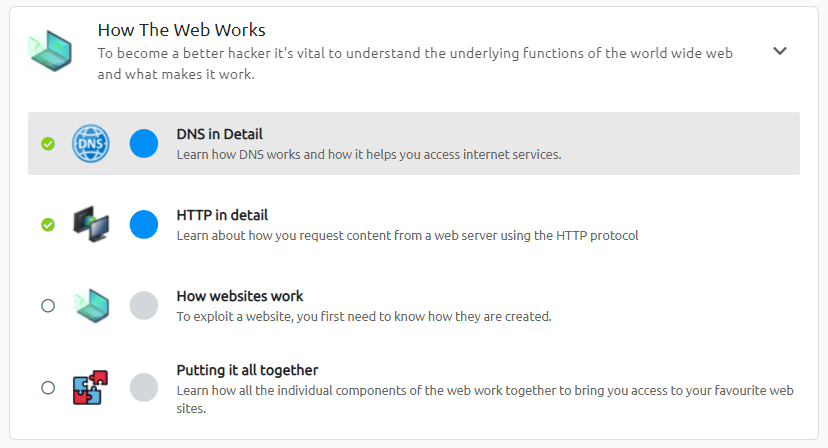 How The Web Works
To become a better hacker it's vital to understand the underlying functions of the world wide web
and what makes it work.
DNS
DNS in Detail
Learn how DNS works and how it helps you access internet services.
HTTP in detail
Learn about how you request content from a web server using the HTTP protocol
How websites work
To exploit a website, you first need to know how they are created.
Putting it all together
Learn how all the individual components of the web work together to bring you access to your favourite web
sites.